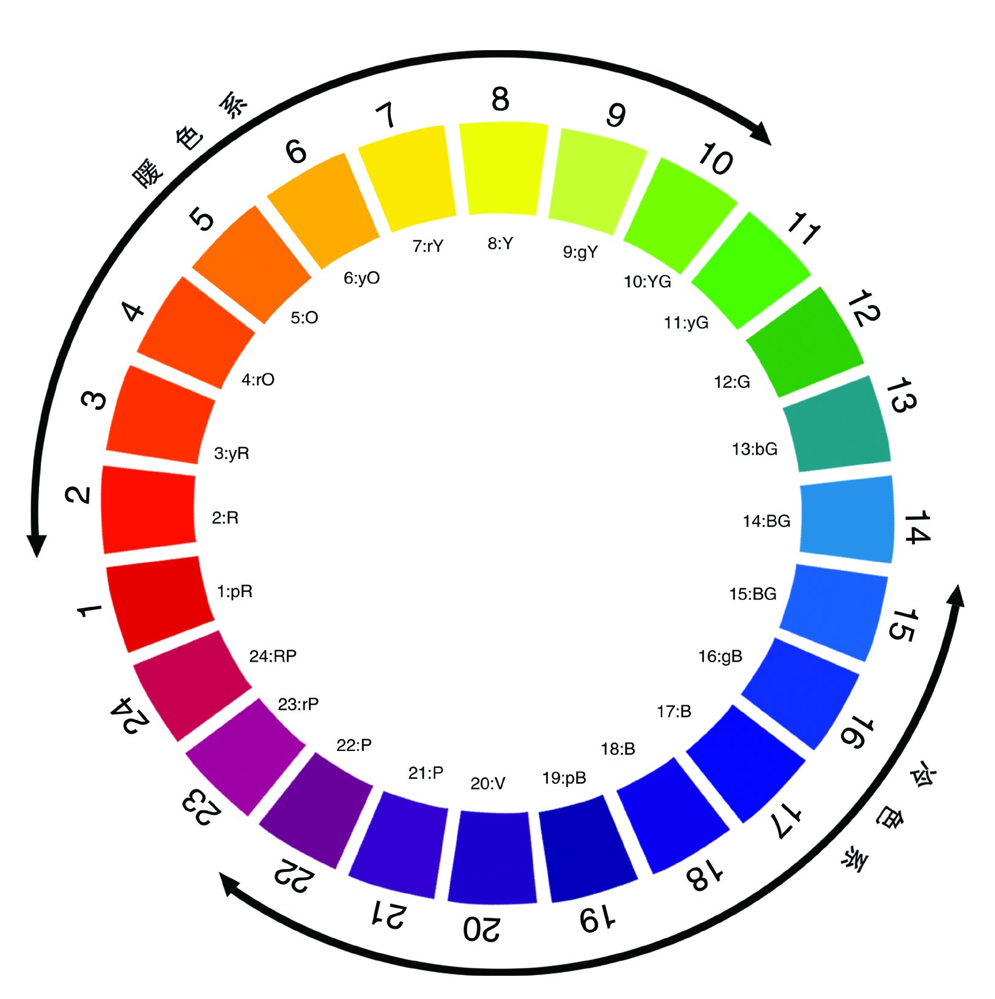 暖色系
冷色系
1
2
3
4
5
6
7
8
9
10
11
12
13
14
15
16
17
18
19
20
21
22
23
24
1:pR
2:R
3:yR
4:rO
5:O
6:yO
7:rY
8:Y
9:gY
10:YG
11:yG
12:G
13:bG
14:BG
15:BG
16:gB
17:B
18:B
19:pB
20:V
21:P
22:P
23:rP
24:RP